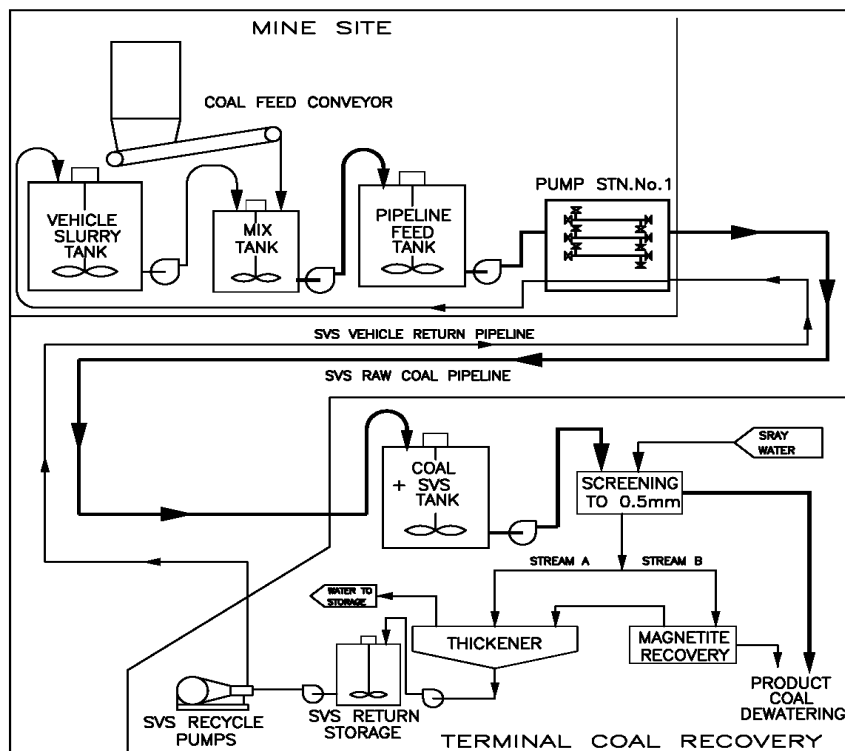 MINE SITE
COAL FEED CONVEYOR
VEHICLE
SLURRY
TANK
MIX
TANK
PIPELINE
FEED
TANK
PUMP STN.No.1
SVS VEHICLE RETURN PIPELINE
SVS RAW COAL PIPELINE
COAL
+ SVS
TANK
SRAY
WATER
SCREENING
TO 0.5mm
STREAM A
STREAM B
WATER TO
STORAGE
THICKENER
MAGNETITE
RECOVERY
SVS RECYCLE
PUMPS
SVS RETURN
STORAGE
PRODUCT
COAL
DEWATERING
TERMINAL COAL RECOVERY